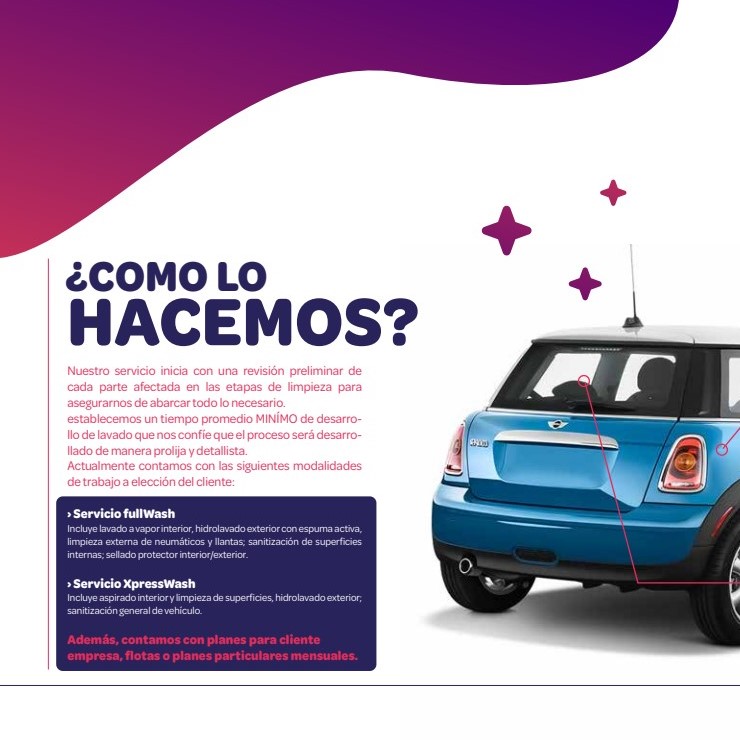 ¿COMO LO
HACEMOS?
Nuestro servicio inicia con una revisión preliminar de
cada parte afectada en las etapas de limpieza para
asegurarnos de abarcar todo lo necesario.
establecemos un tiempo promedio MINÍMO de desarro-
llo de lavado que nos confíe que el proceso será desarro-
llado de manera prolija y detallista.
Actualmente contamos con las siguientes modalidades
de trabajo a elección del cliente:
› Servicio fullWash
Incluye lavado a vapor interior, hidrolavado exterior con espuma activa,
limpieza externa de neumáticos y llantas; sanitización de superficies
internas; sellado protector interior/exterior.
› Servicio XpressWash
Incluye aspirado interior y limpieza de superficies, hidrolavado exterior;
sanitización general de vehículo.
Además, contamos con planes para cliente
empresa, flotas o planes particulares mensuales.